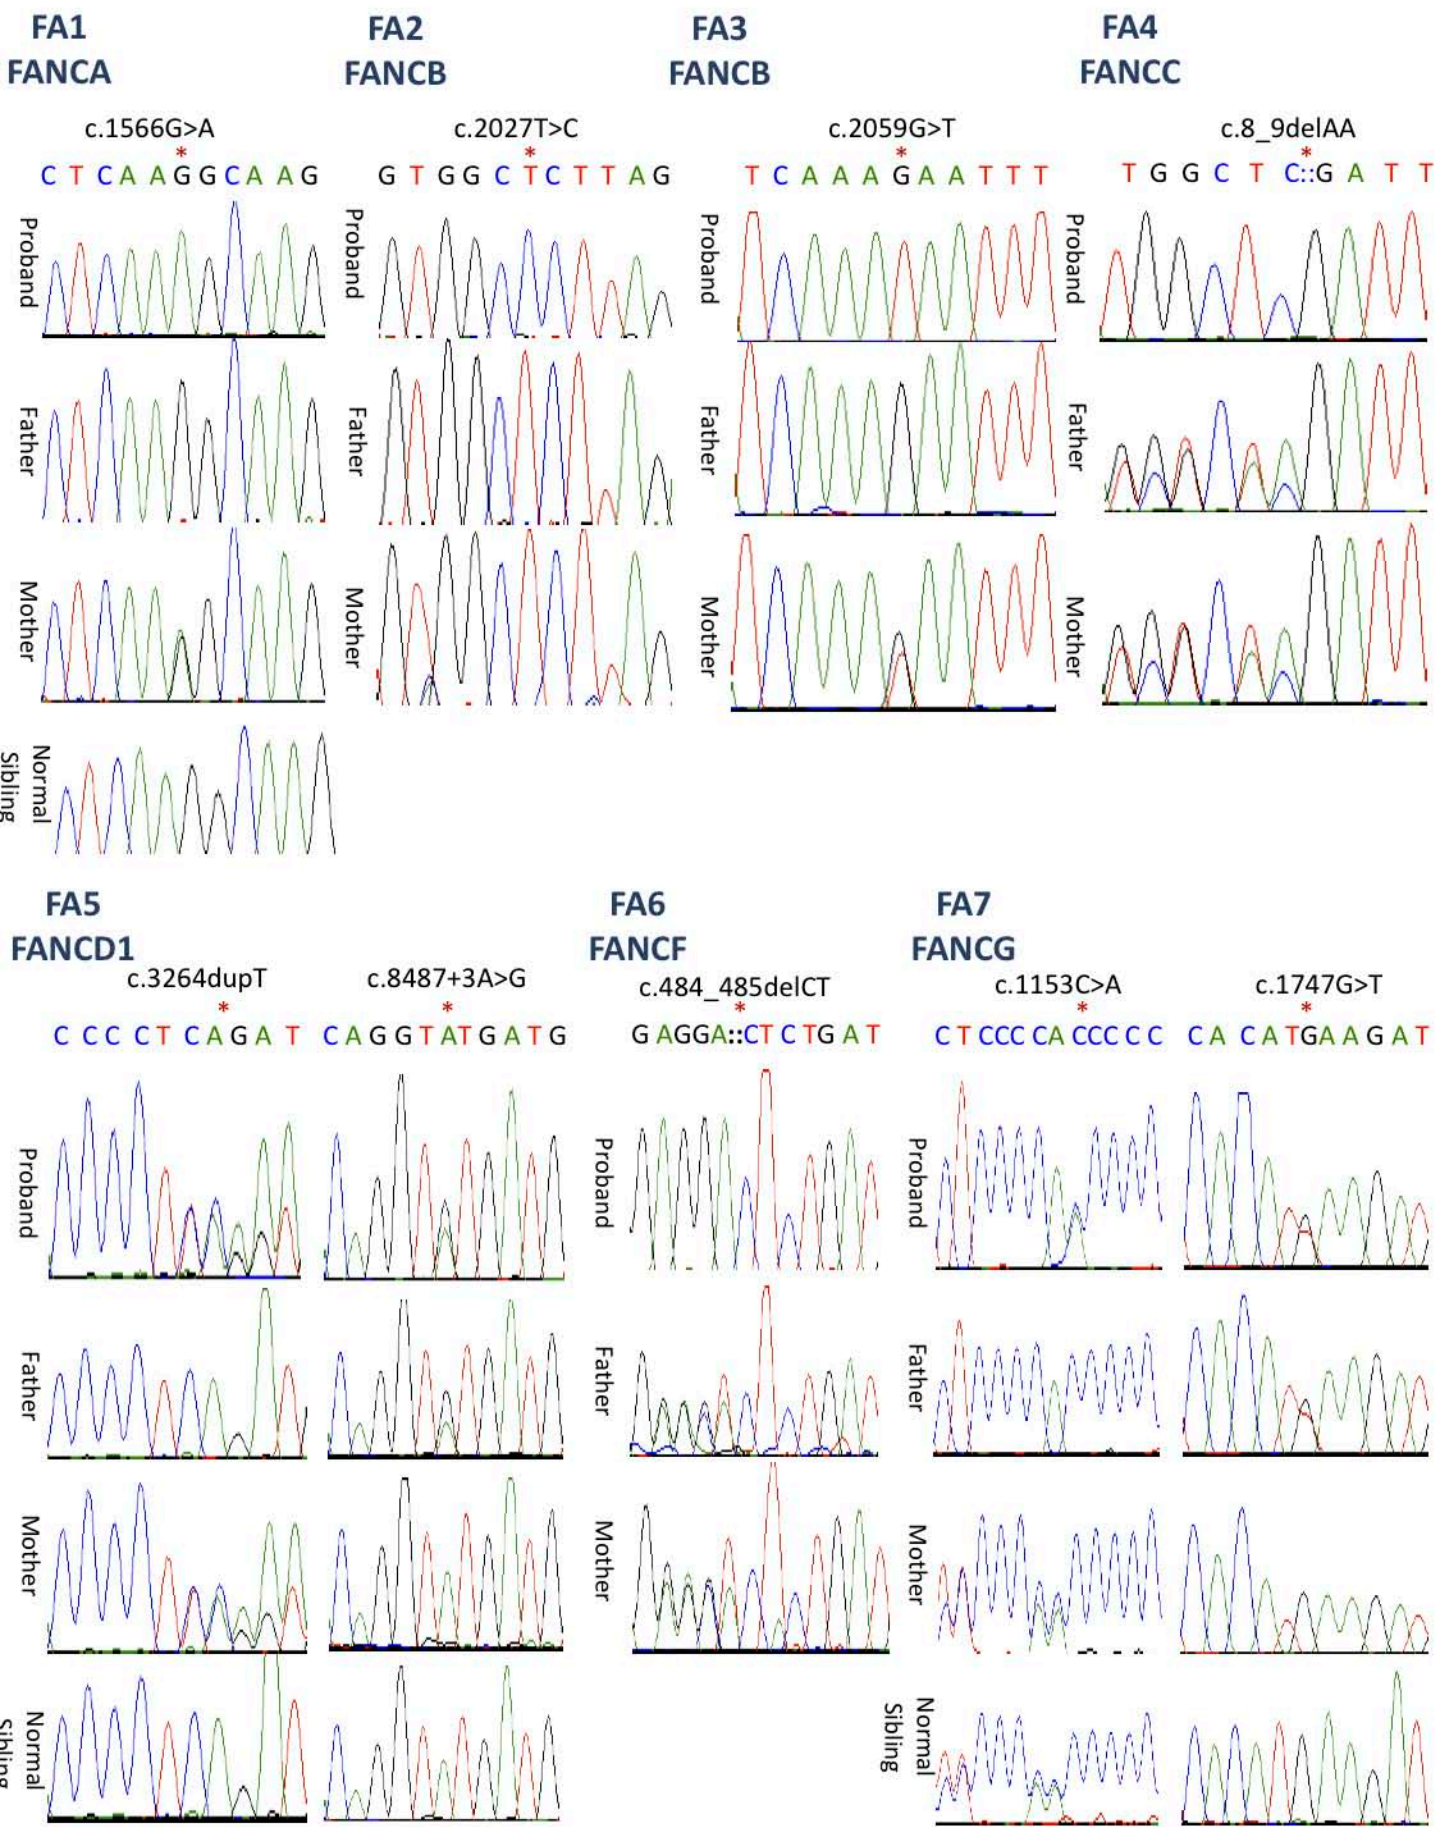 FA1
FANCA
c.1566G>A
*
C T C A A G G C A A G
Proband
Father
Mother
Normal
Sibling
FA2
FANCB
c.2027T>C
*
G T G G C T C T T A G
Proband
Father
Mother
FA3
FANCB
c.2059G>T
*
T C A A A G A A T T T
Proband
Father
Mother
FA4
FANCC
c.8_9delAA
*
T G G C T C::G A T T
Proband
Father
Mother
FA5
FANCD1
c.3264dupT
*
C C C C T C A G A T
c.8487+3A>G
*
C A G G T A T G A T G
Proband
Father
Mother
Normal
Sibling
FA6
FANCF
c.484_485delCT
*
G A G G A::C T C T G A T
Proband
Father
Mother
FA7
FANCG
c.1153C>A
*
C T C C C C A C C C C C
c.1747G>T
*
C A C A T G A A G A T
Proband
Father
Mother
Normal
Sibling